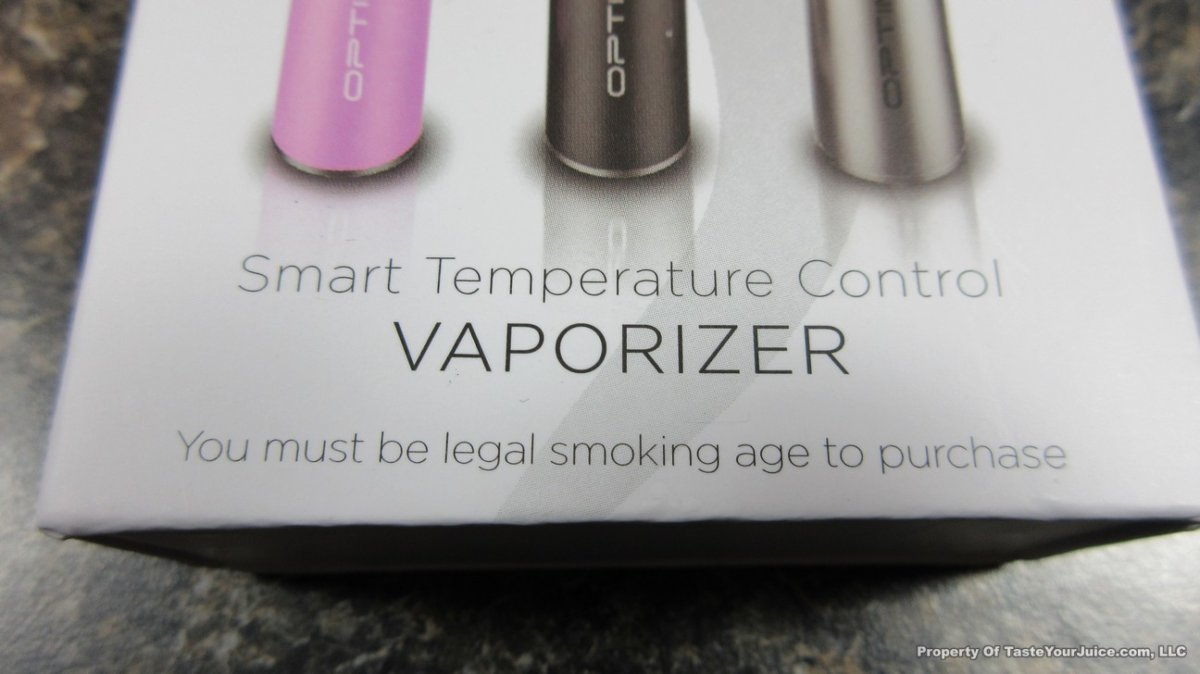 Smart Temperature Control
VAPORIZER
You must be legal smoking age to purchase
Property Of TasteYourJuice.com, LLC